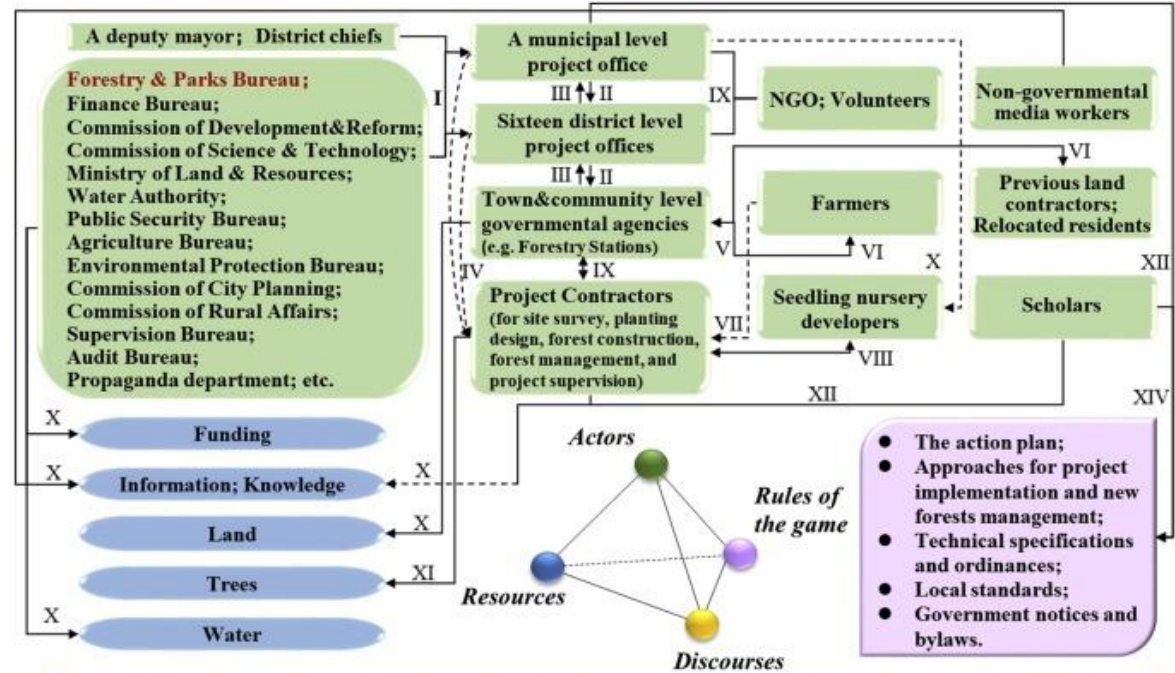 A deputy mayor; District chiefs
Forestry & Parks Bureau;
Finance Bureau;
Commission of Development&Reform;
Commission of Science & Technology;
Ministry of Land & Resources;
Water Authority;
Public Security Bureau;
Agriculture Bureau;
Environmental Protection Bureau;
Commission of City Planning;
Commission of Rural Affairs;
Supervision Bureau;
Audit Bureau;
Propaganda department; etc.
I
A municipal level
project office
III
II
Sixteen district level
project offices
III
II
Town&community level
governmental agencies
(e.g. Forestry Stations)
IV
IX
Project Contractors
(for site survey, planting
design, forest construction,
forest management, and
project supervision)
IX
NGO; Volunteers
Non-governmental
media workers
VI
Previous land
contractors;
Relocated residents
Farmers
V
VI
X
XII
Seedling nursery
developers
VII
VIII
Scholars
XII
XIV
X
Funding
X
Information; Knowledge
X
Land
X
Trees
XI
X
Water
Actors
Rules of
the game
Resources
Discourses
● The action plan;
● Approaches for project
implementation and new
forests management;
● Technical specifications
and ordinances;
● Local standards;
● Government notices and
bylaws.